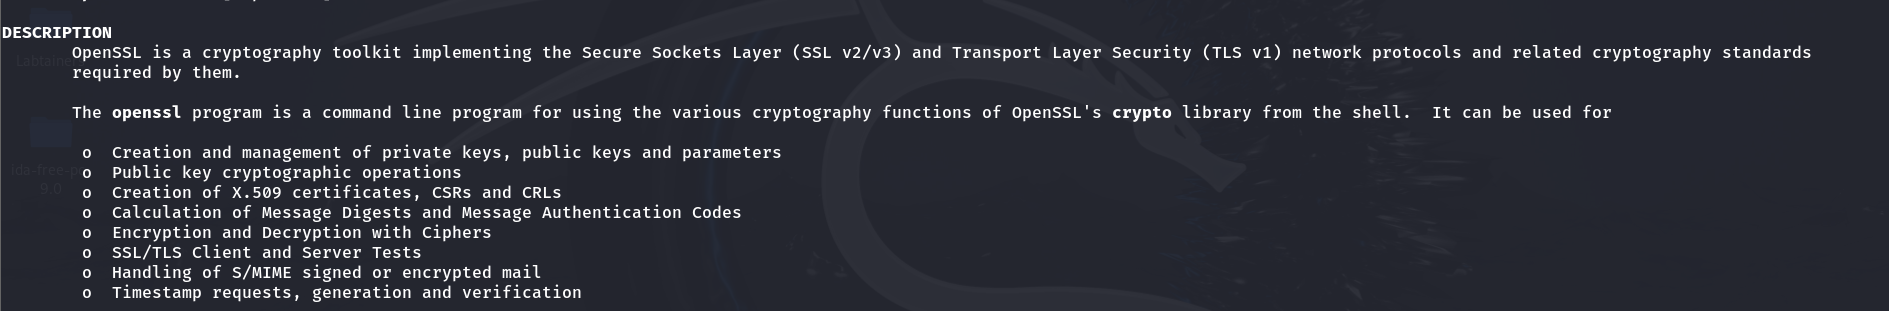 DESCRIPTION
OpenSSL is a cryptography toolkit implementing the Secure Sockets Layer (SSL v2/v3) and Transport Layer Security (TLS v1) network protocols and related cryptography standards
required by them.
The openssl program is a command line program for using the various cryptography functions of OpenSSL's crypto library from the shell.  It can be used for
o  Creation and management of private keys, public keys and parameters
o  Public key cryptographic operations
o  Creation of X.509 certificates, CSRs and CRLs
o  Calculation of Message Digests and Message Authentication Codes
o  Encryption and Decryption with Ciphers
o  SSL/TLS Client and Server Tests
o  Handling of S/MIME signed or encrypted mail
o  Timestamp requests, generation and verification
9.0